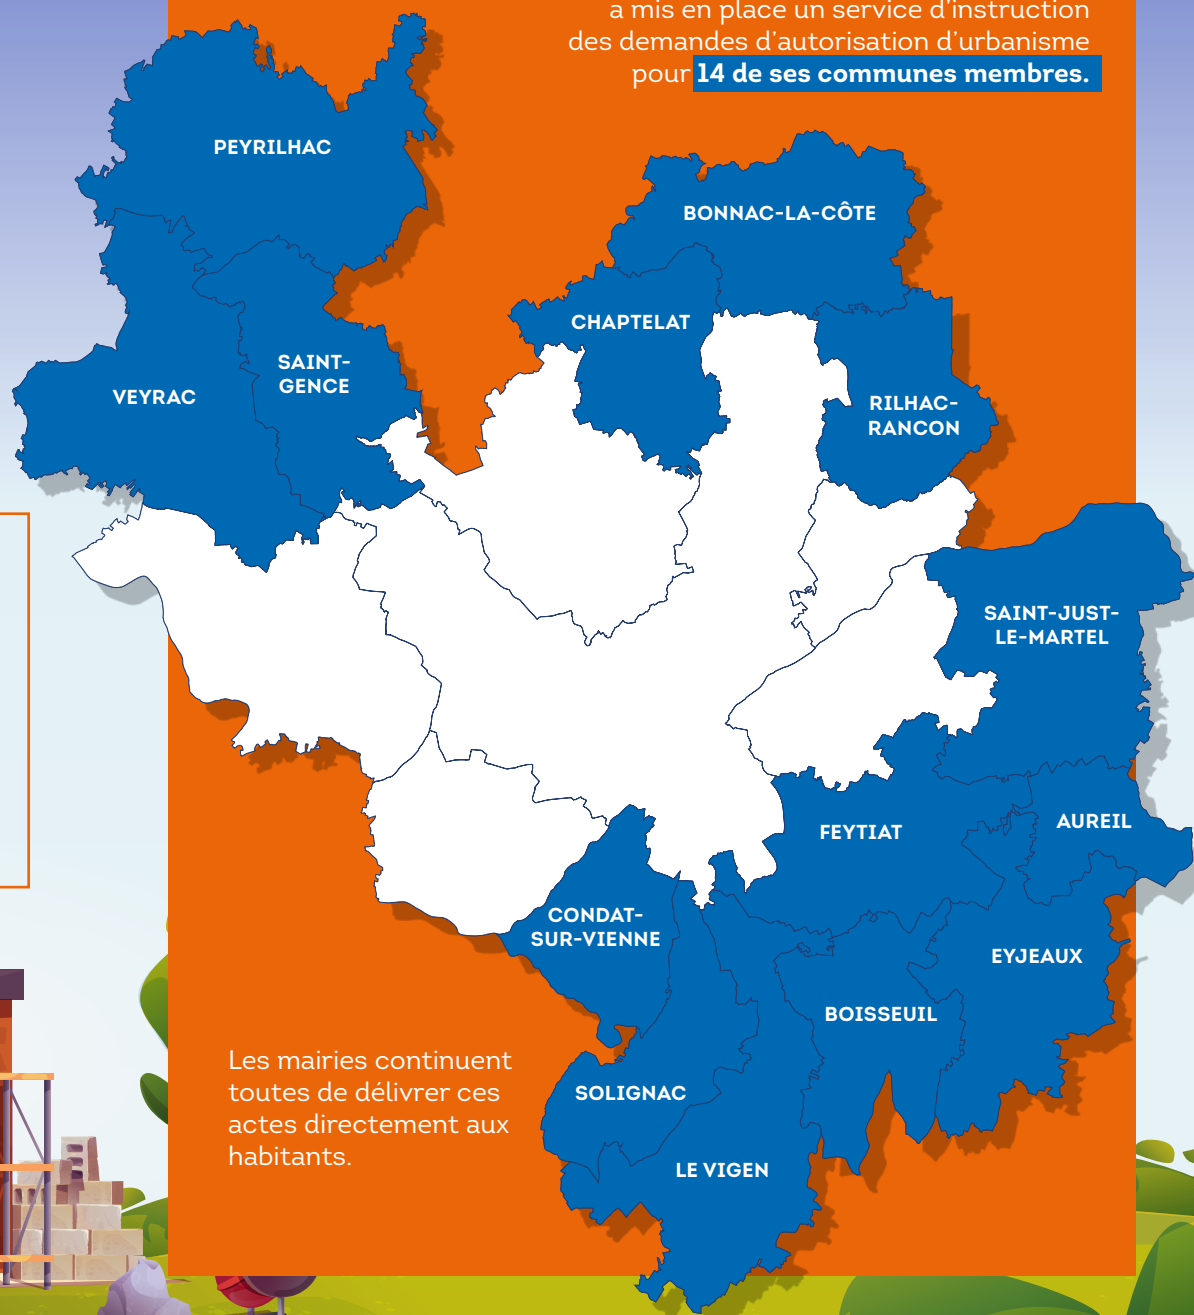 a mis en place un service d'instruction
des demandes d'autorisation d'urbanisme
pour 14 de ses communes membres.
PEYRILHAC
BONNAC-LA-CÔTE
CHAPTELAT
SAINT-
GENCE
VEYRAC
RILHAC-
RANCON
SAINT-JUST-
LE-MARTEL
AUREIL
FEYTIAT
CONDAT-
SUR-VIENNE
EYJEAUX
BOISSEUIL
Les mairies continuent
toutes de délivrer ces
actes directement aux
habitants.
SOLIGNAC
LE VIGEN